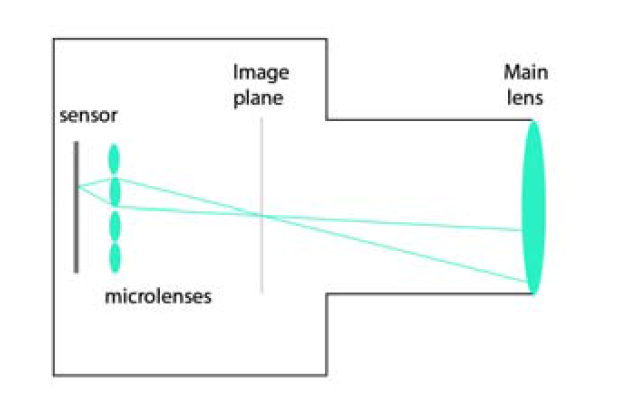 Image
plane
Main
lens
sensor
microlenses